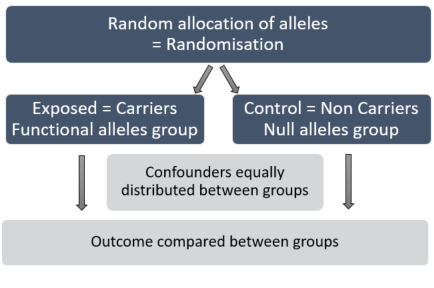 Random allocation of alleles
= Randomisation
Exposed = Carriers
Functional alleles group
Control = Non Carriers
Null alleles group
Confounders equally
distributed between groups
Outcome compared between groups